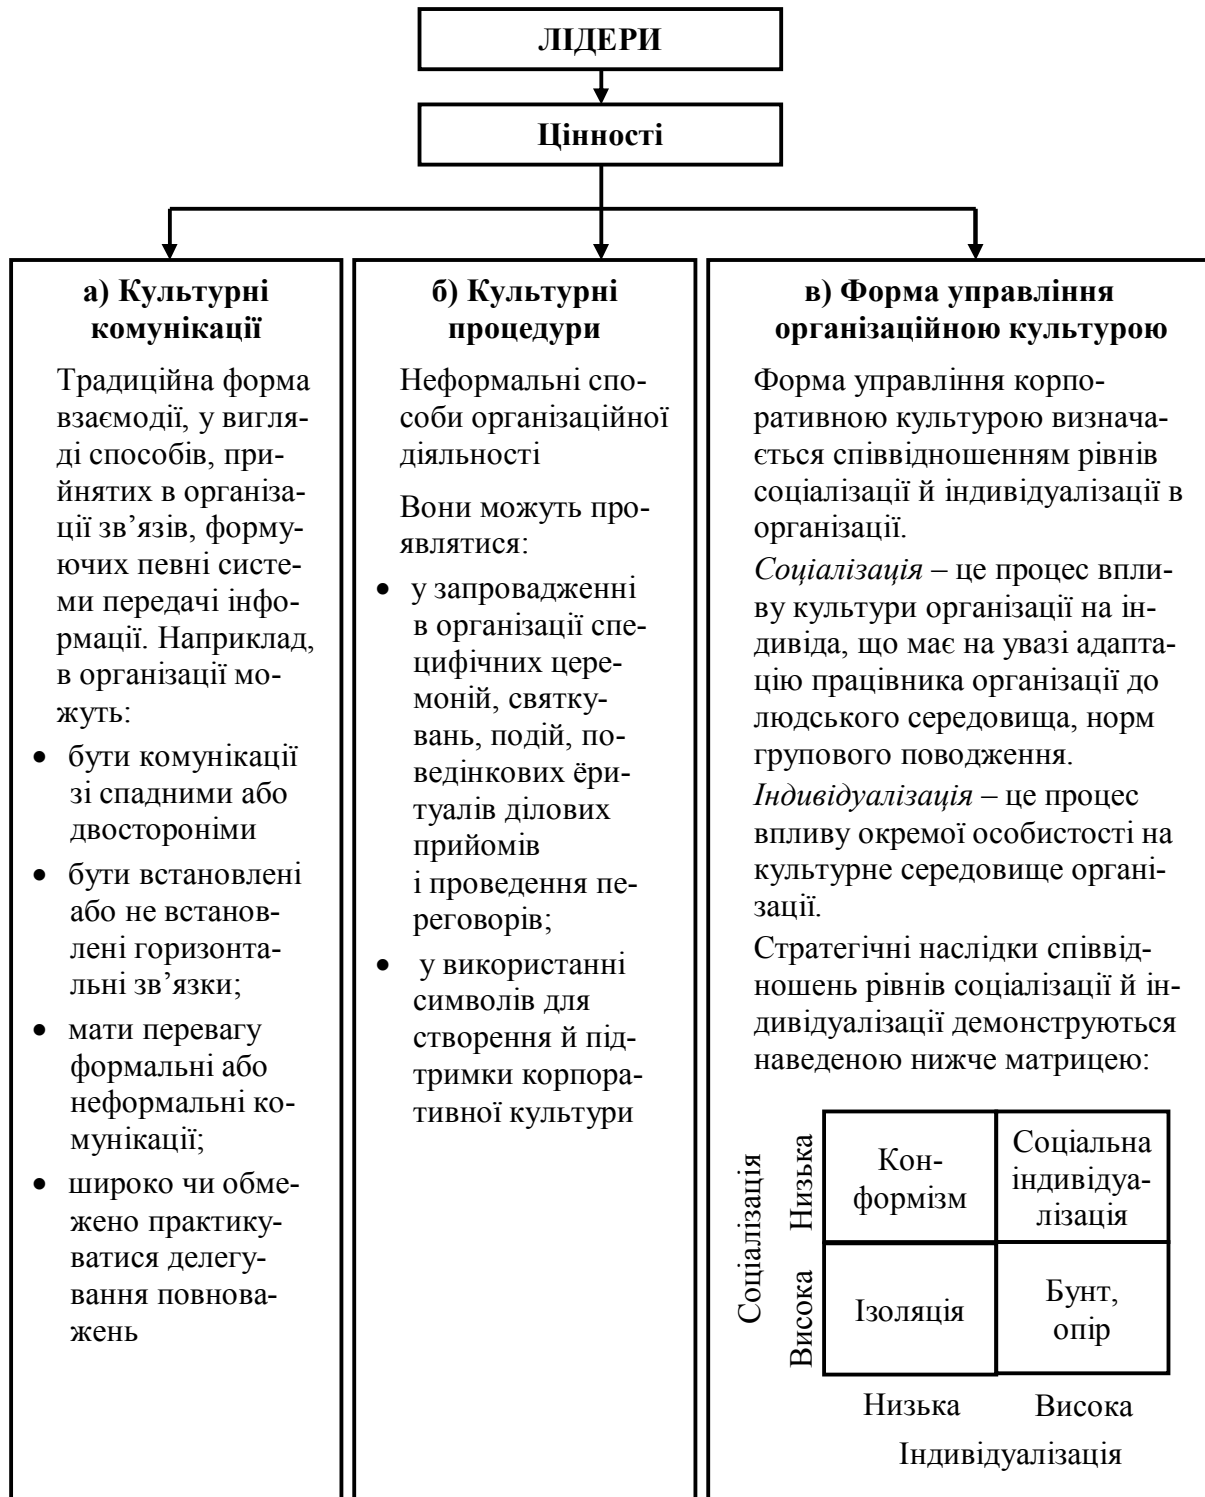 ЛІДЕРИ
Цінності
а) Культурні
комунікації
Традиційна форма
взаємодії, у вигля-
ді способів, при-
йнятих в організа-
ції зв’язів, форму-
ючих певні систе-
ми передачі інфо-
рмації. Наприклад,
в організації мо-
жуть:
• бути комунікації
зі спадними або
двостороніми
• бути встановлені
або не встанов-
лені горизонта-
льні зв’язки;
• мати перевагу
формальні або
неформальні ко-
мунікації;
• широко чи обме-
жено практику-
ватися делегу-
вання повнова-
жень
б) Культурні
процедури
Неформальні спо-
соби організаційної
діяльності
Вони можуть про-
являтися:
• у запровадженні
в організації спе-
цифічних цере-
моній, святку-
вань, подій, по-
ведінкових ёри-
туалів ділових
прийомів
і проведення пе-
реговорів;
• у використанні
символів для
створення й під-
тримки корпора-
тивної культури
в) Форма управління
організаційною культурою
Форма управління корпо-
ративною культурою визнача-
ється співвідношенням рівнів
соціалізації й індивідуалізації в
організації.
Соціалізація – це процес впли-
ву культури організації на ін-
дивіда, що має на увазі адапта-
цію працівника організації до
людського середовища, норм
групового поводження.
Індивідуалізація – це процес
впливу окремої особистості на
культурне середовище органі-
зації.
Стратегічні наслідки співвід-
ношень рівнів соціалізації й ін-
дивідуалізації демонструються
наведеною нижче матрицею:
Соціалізація
Низька
Кон-
формізм
Соціальна
індивідуа-
лізація
Висока
Ізоляція
Бунт,
опір
Низька
Висока
Індивідуалізація